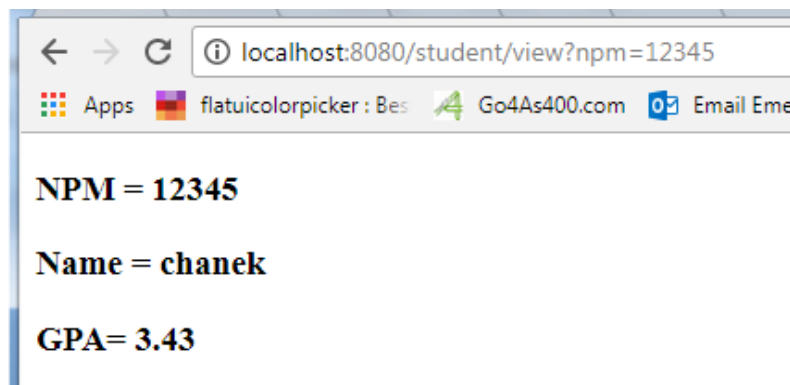 localhost:8080/student/view?npm=12345
Apps flatuicolorpicker : Bes Go4As400.com Email Eme
NPM = 12345
Name = chanek
GPA= 3.43